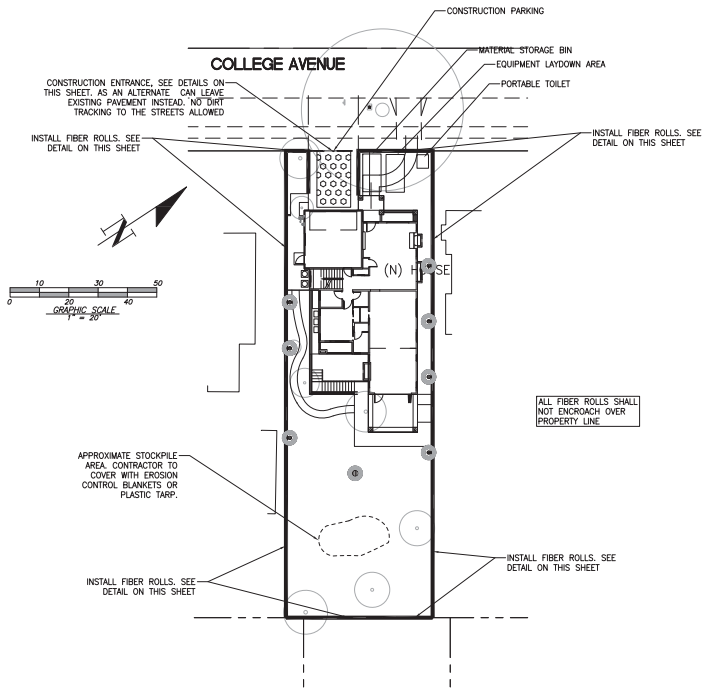 CONSTRUCTION PARKING
COLLEGE AVENUE
MATERIAL STORAGE BIN
EQUIPMENT LAYDOWN AREA
PORTABLE TOILET
CONSTRUCTION ENTRANCE, SEE DETAILS ON
THIS SHEET. AS AN ALTERNATE CAN LEAVE
EXISTING PAVEMENT INSTEAD. NO DIRT
TRACKING TO THE STREETS ALLOWED
INSTALL FIBER ROLLS. SEE
DETAIL ON THIS SHEET
INSTALL FIBER ROLLS. SEE
DETAIL ON THIS SHEET
N
(N) HOUSE
10 30 50
0 20 40
GRAPHIC SCALE
1" = 20'
ALL FIBER ROLLS SHALL
NOT ENCROACH OVER
PROPERTY LINE
APPROXIMATE STOCKPILE
AREA. CONTRACTOR TO
COVER WITH EROSION
CONTROL BLANKETS OR
PLASTIC TARP.
INSTALL FIBER ROLLS. SEE
DETAIL ON THIS SHEET
INSTALL FIBER ROLLS. SEE
DETAIL ON THIS SHEET